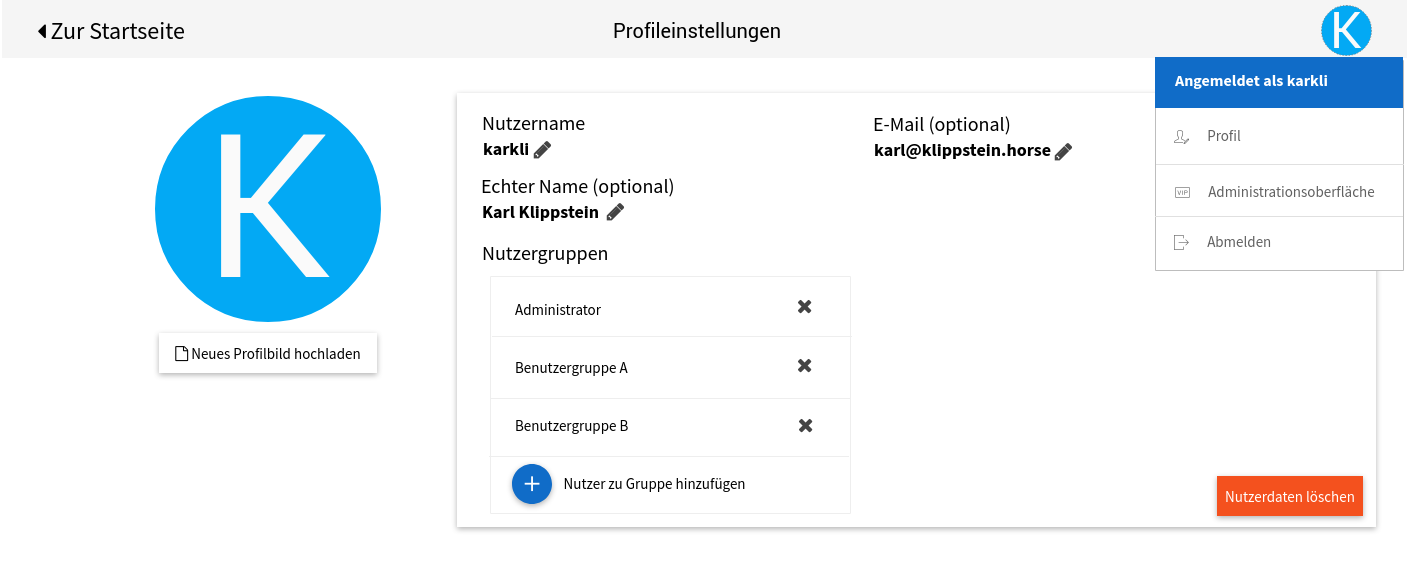 Zur Startseite
Profileinstellungen
K
Angemeldet als karkli
Profil
VIP
Administrationsoberfläche
Abmelden
K
Neues Profilbild hochladen
Nutzername
karkli
E-Mail (optional)
karl@klippstein.horse
Echter Name (optional)
Karl Klippstein
Nutzergruppen
Administrator
Benutzergruppe A
Benutzergruppe B
Nutzer zu Gruppe hinzufügen
Nutzerdaten löschen